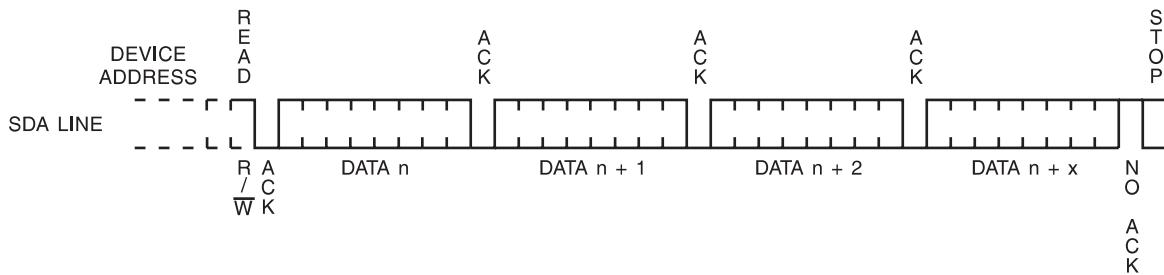 READ
ACK
ACK
ACK
STOP
DEVICE
ADDRESS
SDA LINE
R/W
ACK
DATA n
DATA n + 1
DATA n + 2
DATA n + x
NO ACK